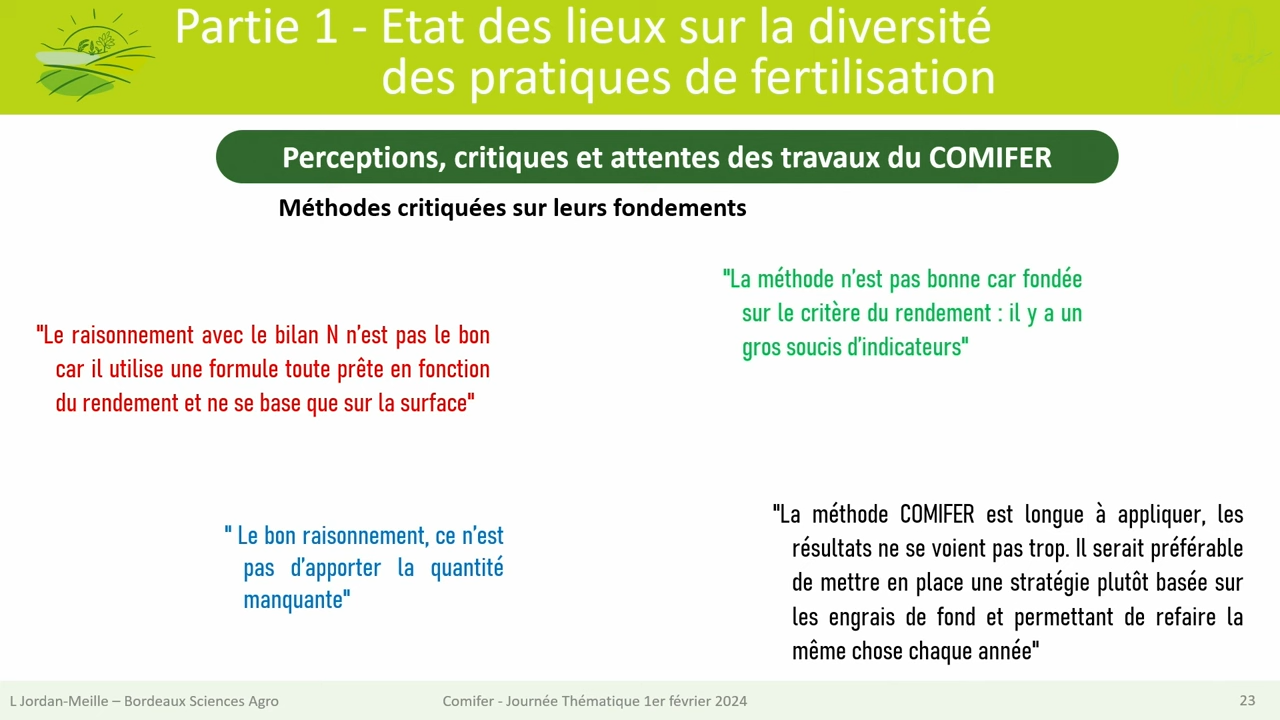 Partie 1 - Etat des lieux sur la diversité
des pratiques de fertilisation
Perceptions, critiques et attentes des travaux du COMIFER
Méthodes critiquées sur leurs fondements
"La méthode n'est pas bonne car fondée
sur le critère du rendement : il y a un
gros soucis d'indicateurs"
"Le raisonnement avec le bilan N n'est pas le bon
car il utilise une formule toute prête en fonction
du rendement et ne se base que sur la surface"
"La méthode COMIFER est longue à appliquer, les
résultats ne se voient pas trop. Il serait préférable
de mettre en place une stratégie plutôt basée sur
les engrais de fond et permettant de refaire la
même chose chaque année"
" Le bon raisonnement, ce n'est
pas d'apporter la quantité
manquante"
L Jordan-Meille – Bordeaux Sciences Agro
Comifer - Journée Thématique 1er février 2024
23